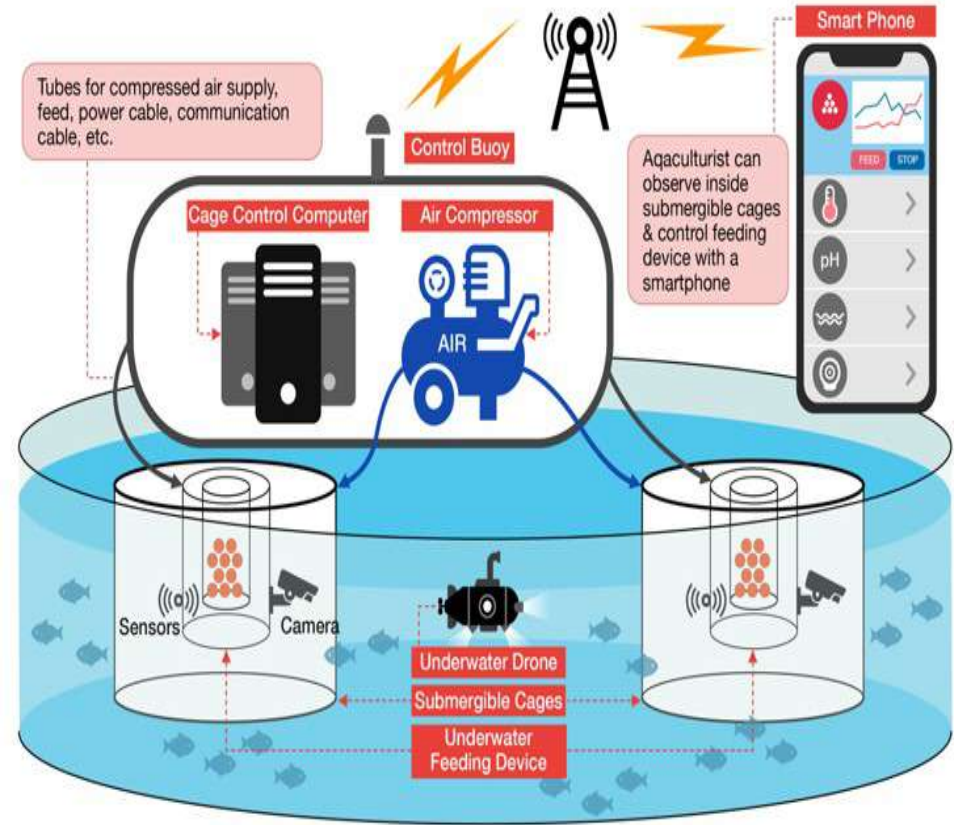 Smart Phone
Tubes for compressed air supply,
feed, power cable, communication
cable, etc.
Control Buoy
Cage Control Computer
Air Compressor
AIR
Aqaculturist can
observe inside
submergible cages
& control feeding
device with a
smartphone
FEED
STOP
pH
Sensors
Camera
Underwater Drone
Submergible Cages
Underwater
Feeding Device